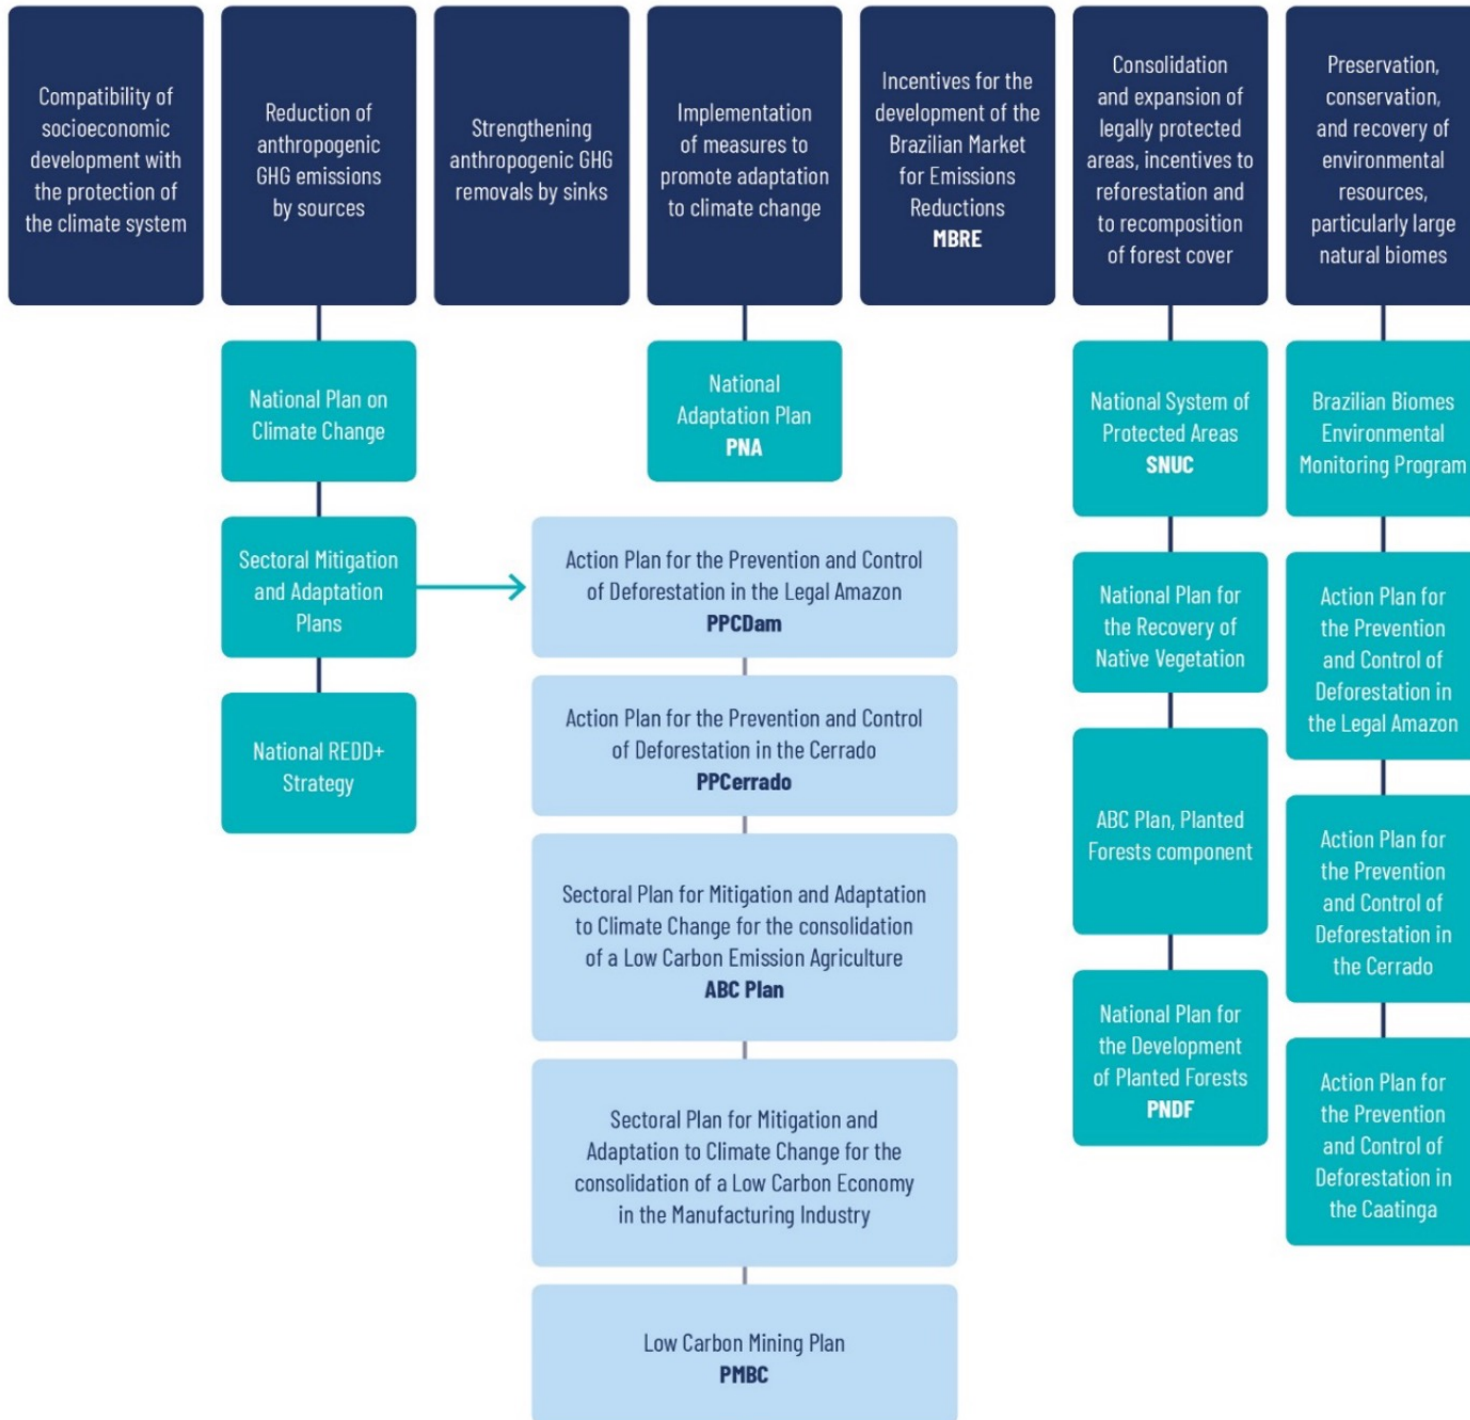 Compatibility of
socioeconomic
development with
the protection of
the climate system
Reduction of
anthropogenic
GHG emissions
by sources
Strengthening
anthropogenic GHG
removals by sinks
Implementation
of measures to
promote adaptation
to climate change
Incentives for the
development of the
Brazilian Market
for Emissions
Reductions
MBRE
Consolidation
and expansion of
legally protected
areas, incentives to
reforestation and
to recomposition
of forest cover
Preservation,
conservation,
and recovery of
environmental
resources,
particularly large
natural biomes
National Plan on
Climate Change
Sectoral Mitigation
and Adaptation
Plans
National REDD+
Strategy
National
Adaptation Plan
PNA
Action Plan for the Prevention and Control
of Deforestation in the Legal Amazon
PPCDam
Action Plan for the Prevention and Control
of Deforestation in the Cerrado
PPCerrado
Sectoral Plan for Mitigation and Adaptation
to Climate Change for the consolidation
of a Low Carbon Emission Agriculture
ABC Plan
Sectoral Plan for Mitigation and
Adaptation to Climate Change for the
consolidation of a Low Carbon Economy
in the Manufacturing Industry
Low Carbon Mining Plan
PMBC
National System of
Protected Areas
SNUC
National Plan for
the Recovery of
Native Vegetation
ABC Plan, Planted
Forests component
National Plan for
the Development
of Planted Forests
PNDF
Brazilian Biomes
Environmental
Monitoring Program
Action Plan for
the Prevention
and Control of
Deforestation in
the Legal Amazon
Action Plan for
the Prevention
and Control of
Deforestation in
the Cerrado
Action Plan for
the Prevention
and Control of
Deforestation in
the Caatinga